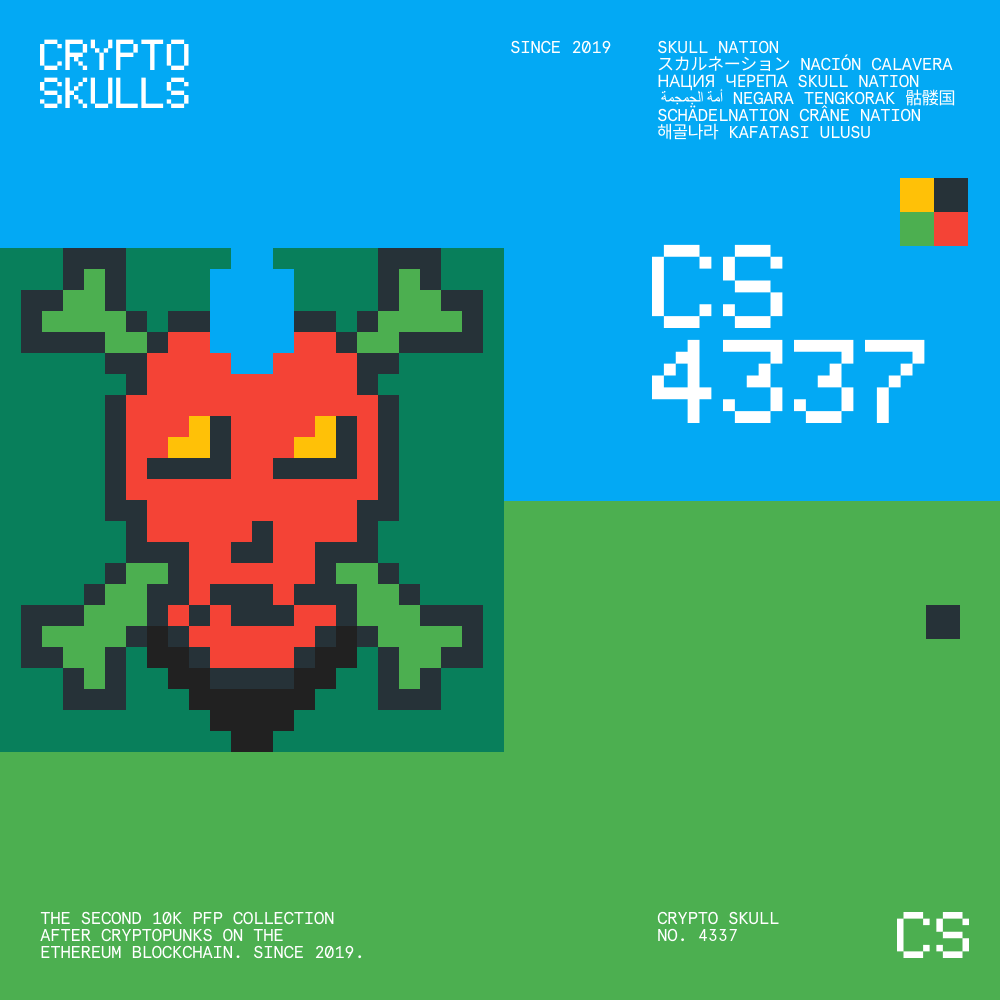 CRYPTO
SKULLS
SINCE 2019
SKULL NATION
スカルネーション NACIÓN CALAVERA
НАЦИЯ ЧЕРЕПА SKULL NATION
أمة الجمجمة NEGARA TENGKORAK 骷髅国
SCHÄDELNATION CRÂNE NATION
해골나라 KAFATASI ULUSU
CS
4337
THE SECOND 10K PFP COLLECTION
AFTER CRYPTOPUNKS ON THE
ETHEREUM BLOCKCHAIN. SINCE 2019.
CRYPTO SKULL
NO. 4337
CS